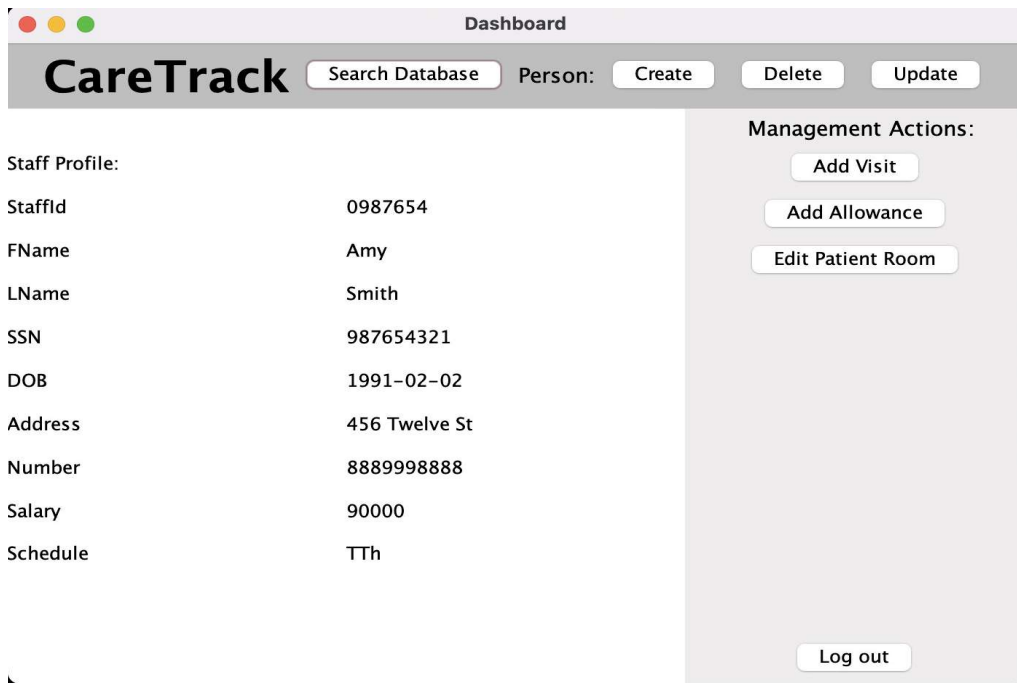 Dashboard
CareTrack Search Database Person: Create Delete Update
Management Actions:
Staff Profile:
Add Visit
StaffId 0987654
Add Allowance
FName Amy
Edit Patient Room
LName Smith
SSN 987654321
DOB 1991-02-02
Address 456 Twelve St
Number 8889998888
Salary 90000
Schedule TTh
Log out